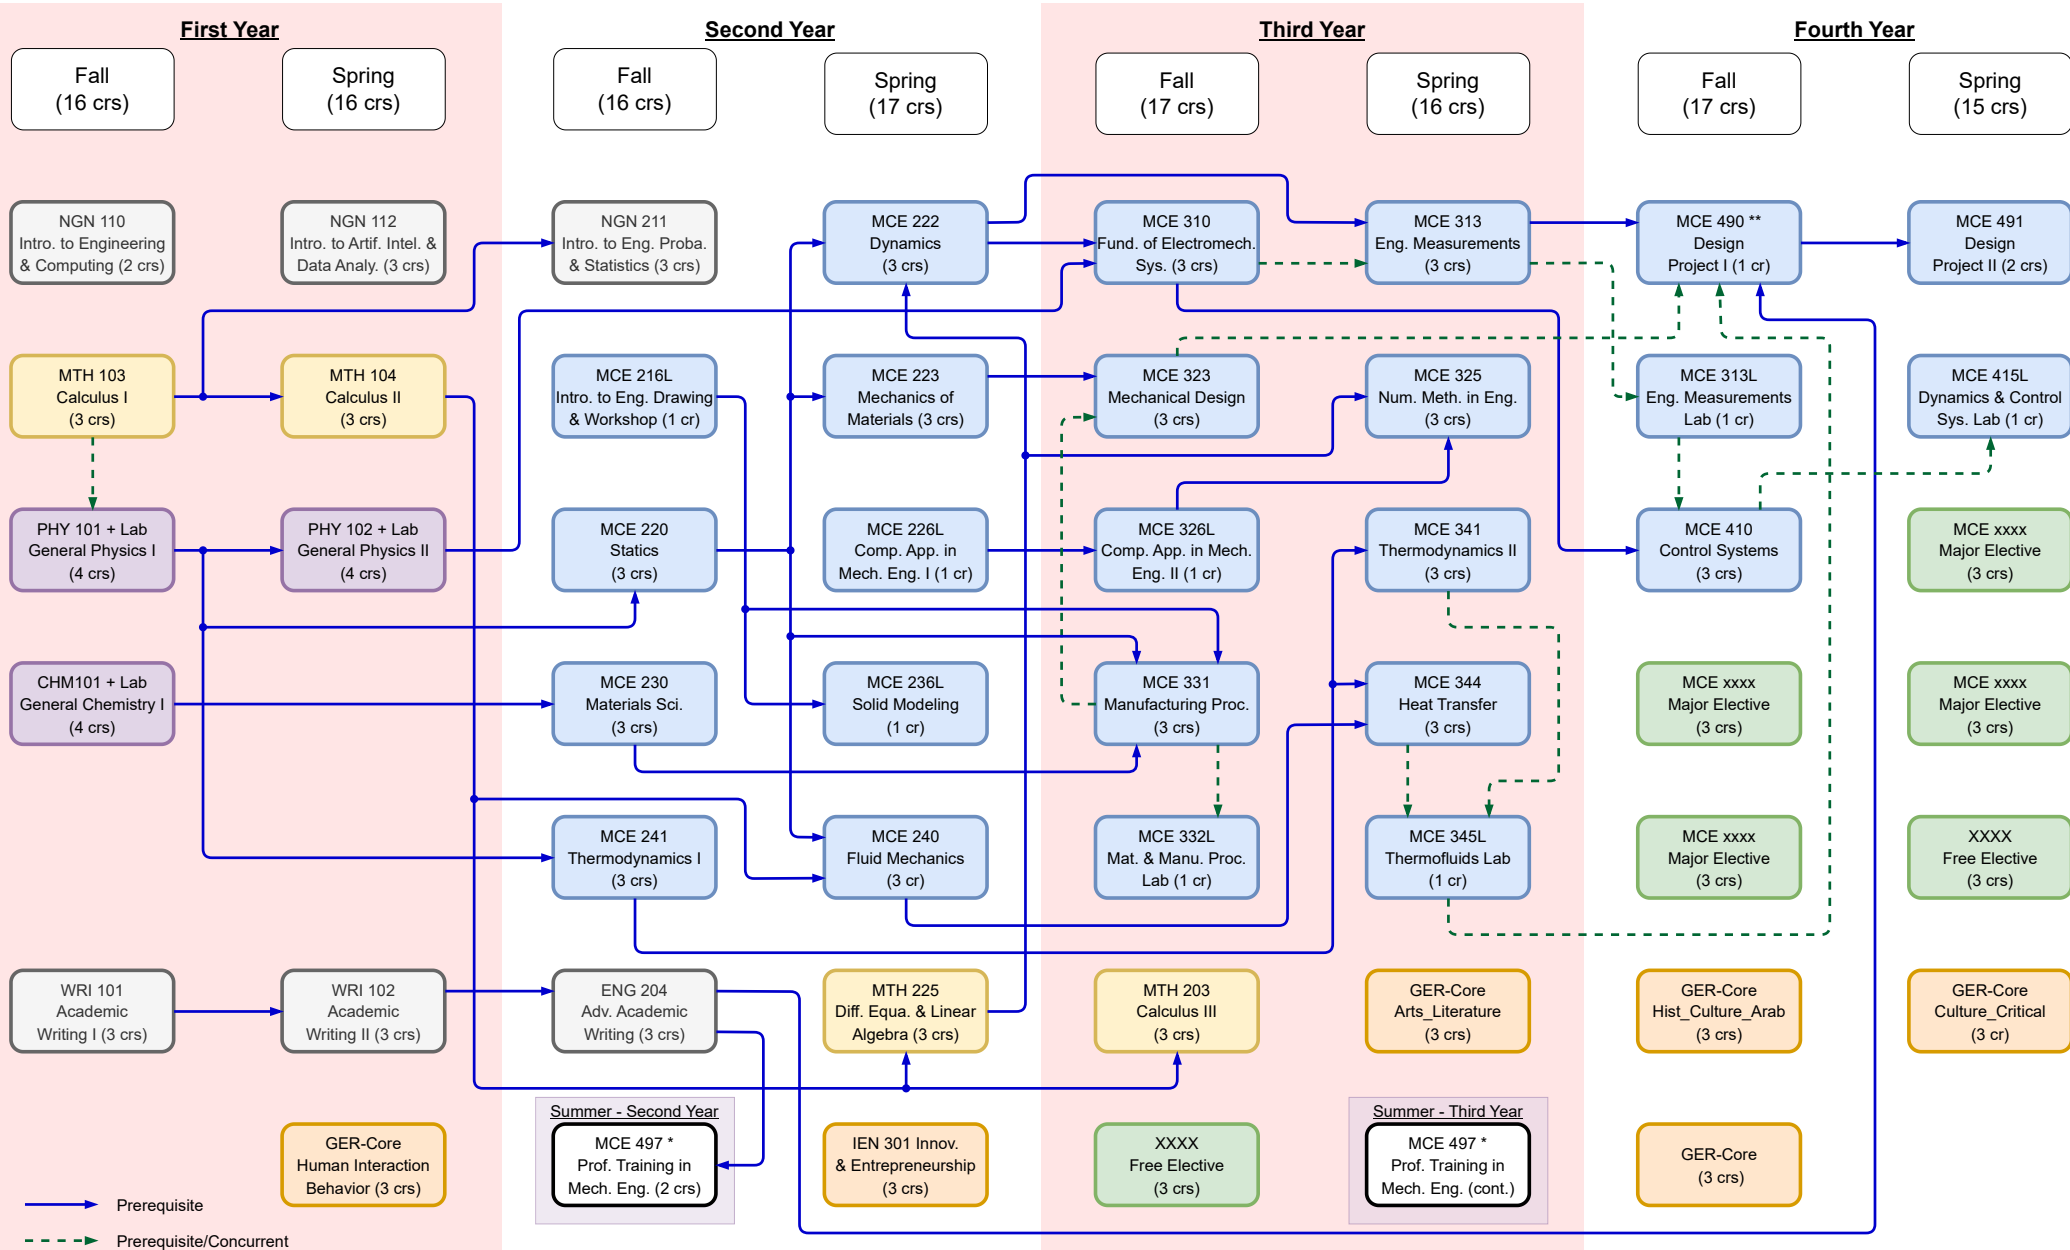 First Year
Second Year
Third Year
Fourth Year
Fall
(16 crs)
Spring
(16 crs)
Fall
(16 crs)
Spring
(17 crs)
Fall
(17 crs)
Spring
(16 crs)
Fall
(17 crs)
Spring
(15 crs)
NGN 110
Intro. to Engineering
& Computing (2 crs)
NGN 112
Intro. to Artif. Intel. &
Data Analy. (3 crs)
NGN 211
Intro. to Eng. Proba.
& Statistics (3 crs)
MCE 222
Dynamics
(3 crs)
MCE 310
Fund. of Electromech.
Sys. (3 crs)
MCE 313
Eng. Measurements
(3 crs)
MCE 490 **
Design
Project I (1 cr)
MCE 491
Design
Project II (2 crs)
MTH 103
Calculus I
(3 crs)
MTH 104
Calculus II
(3 crs)
MCE 216L
Intro. to Eng. Drawing
& Workshop (1 cr)
MCE 223
Mechanics of
Materials (3 crs)
MCE 323
Mechanical Design
(3 crs)
MCE 325
Num. Meth. in Eng.
(3 crs)
MCE 313L
Eng. Measurements
Lab (1 cr)
MCE 415L
Dynamics & Control
Sys. Lab (1 cr)
PHY 101 + Lab
General Physics I
(4 crs)
PHY 102 + Lab
General Physics II
(4 crs)
MCE 220
Statics
(3 crs)
MCE 226L
Comp. App. in
Mech. Eng. I (1 cr)
MCE 326L
Comp. App. in Mech.
Eng. II (1 cr)
MCE 341
Thermodynamics II
(3 crs)
MCE 410
Control Systems
(3 crs)
MCE xxxx
Major Elective
(3 crs)
CHM101 + Lab
General Chemistry I
(4 crs)
MCE 230
Materials Sci.
(3 crs)
MCE 236L
Solid Modeling
(1 cr)
MCE 331
Manufacturing Proc.
(3 crs)
MCE 344
Heat Transfer
(3 crs)
MCE xxxx
Major Elective
(3 crs)
MCE xxxx
Major Elective
(3 crs)
MCE 241
Thermodynamics I
(3 crs)
MCE 240
Fluid Mechanics
(3 cr)
MCE 332L
Mat. & Manu. Proc.
Lab (1 cr)
MCE 345L
Thermofluids Lab
(1 cr)
MCE xxxx
Major Elective
(3 crs)
XXXX
Free Elective
(3 crs)
WRI 101
Academic
Writing I (3 crs)
WRI 102
Academic
Writing II (3 crs)
ENG 204
Adv. Academic
Writing (3 crs)
MTH 225
Diff. Equa. & Linear
Algebra (3 crs)
MTH 203
Calculus III
(3 crs)
GER-Core
Arts_Literature
(3 crs)
GER-Core
Hist_Culture_Arab
(3 crs)
GER-Core
Culture_Critical
(3 cr)
GER-Core
Human Interaction
Behavior (3 crs)
Summer - Second Year
MCE 497 *
Prof. Training in
Mech. Eng. (2 crs)
IEN 301 Innov.
& Entrepreneurship
(3 crs)
XXXX
Free Elective
(3 crs)
Summer - Third Year
MCE 497 *
Prof. Training in
Mech. Eng. (cont.)
GER-Core
(3 crs)
Prerequisite
Prerequisite/Concurrent